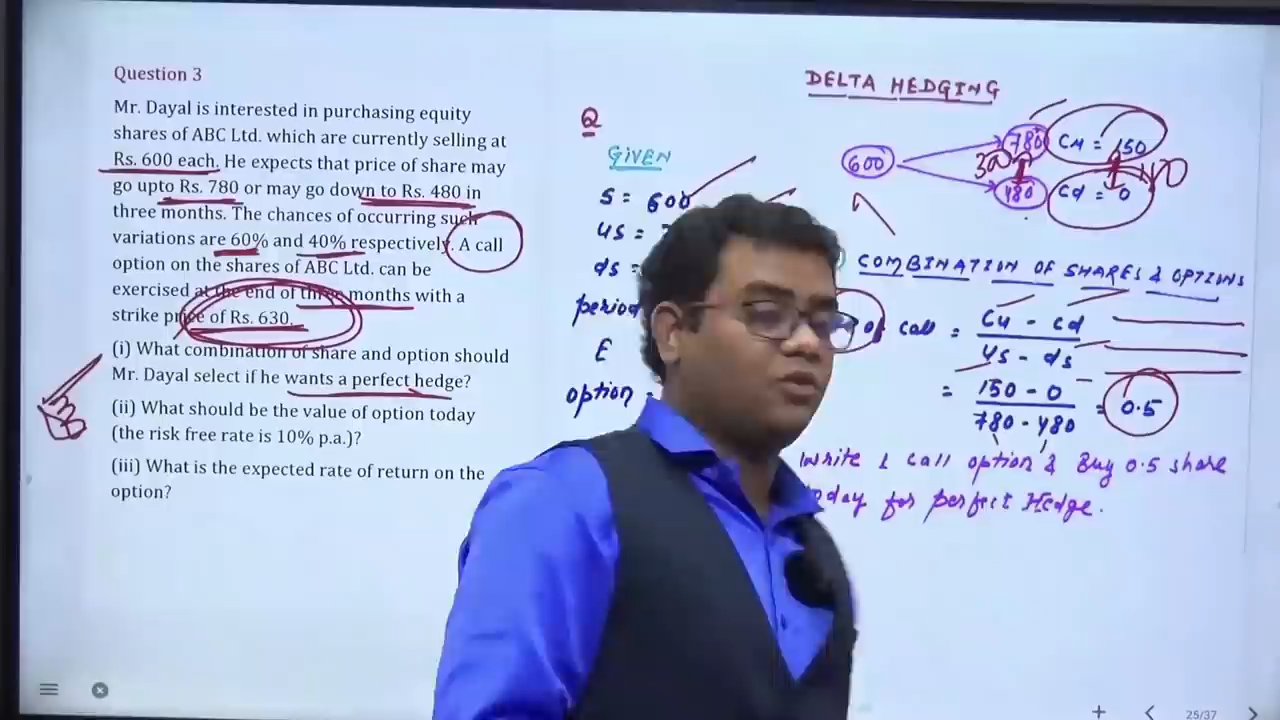 Question 3
Mr. Dayal is interested in purchasing equity
shares of ABC Ltd. which are currently selling at
Rs. 600 each. He expects that price of share may
go upto Rs. 780 or may go down to Rs. 480 in
three months. The chances of occurring such
variations are 60% and 40% respectively. A call
option on the shares of ABC Ltd. can be
exercised at the end of three months with a
strike price of Rs. 630.
(i) What combination of share and option should
Mr. Dayal select if he wants a perfect hedge?
(ii) What should be the value of option today
(the risk free rate is 10% p.a.)?
(iii) What is the expected rate of return on the
option?
DELTA HEDGING
Q
GIVEN
S = 600
us =
ds =
period
E
option
600
780 Cu = 150
300
480 Cd = 0
COMBINATION OF SHARES & OPTIONS
of call = Cu - Cd
us - ds
= 150 - 0
780 - 480
= 0.5
Write 1 call option & Buy 0.5 share
today for perfect Hedge.
25/37